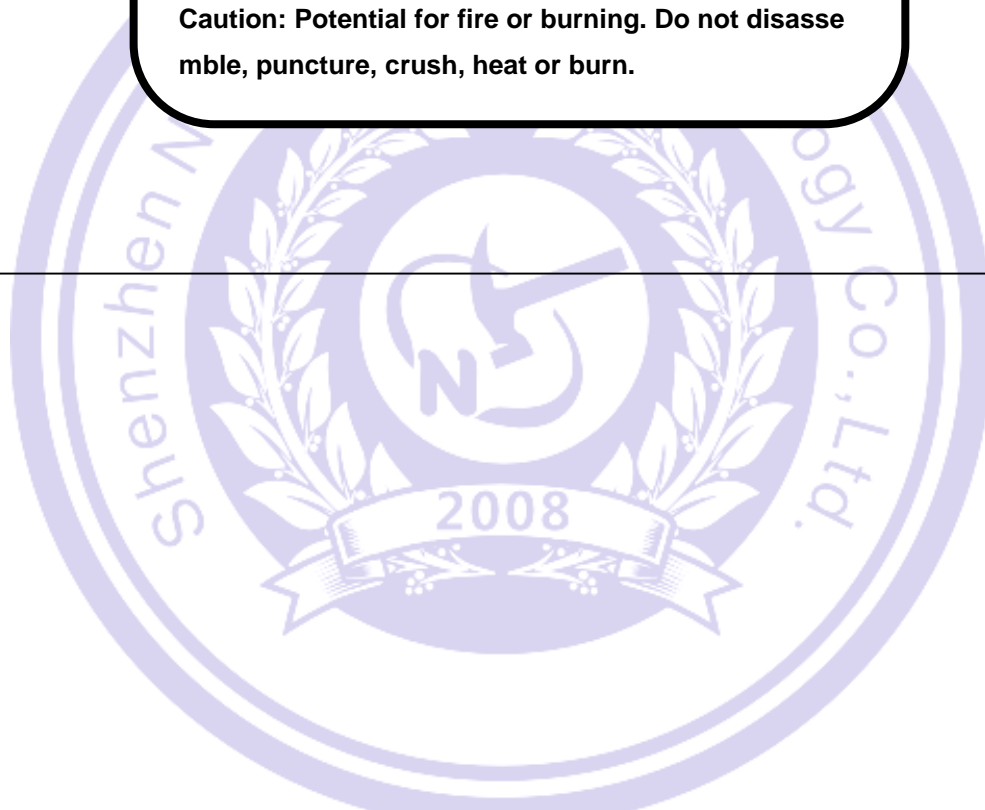 Caution: Potential for fire or burning. Do not disasse
mble, puncture, crush, heat or burn.
Shenzhen N
ogy Co.,Ltd.
N
2008